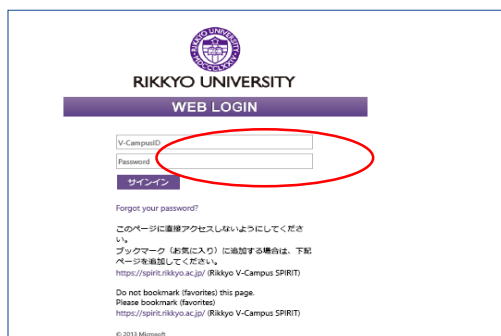 RIKKYO UNIVERSITY
WEB LOGIN
V-CampusID
Password
サインイン
Forgot your password?
このページに直接アクセスしないようにしてくださ
い。
ブックマーク（お気に入り）に追加する場合は、下記
ページを追加してください。
https://spirit.rikkyo.ac.jp/ (Rikkyo V-Campus SPIRIT)
Do not bookmark (favorites) this page.
Please bookmark (favorites)
https://spirit.rikkyo.ac.jp/ (Rikkyo V-Campus SPIRIT)
© 2013 Microsoft